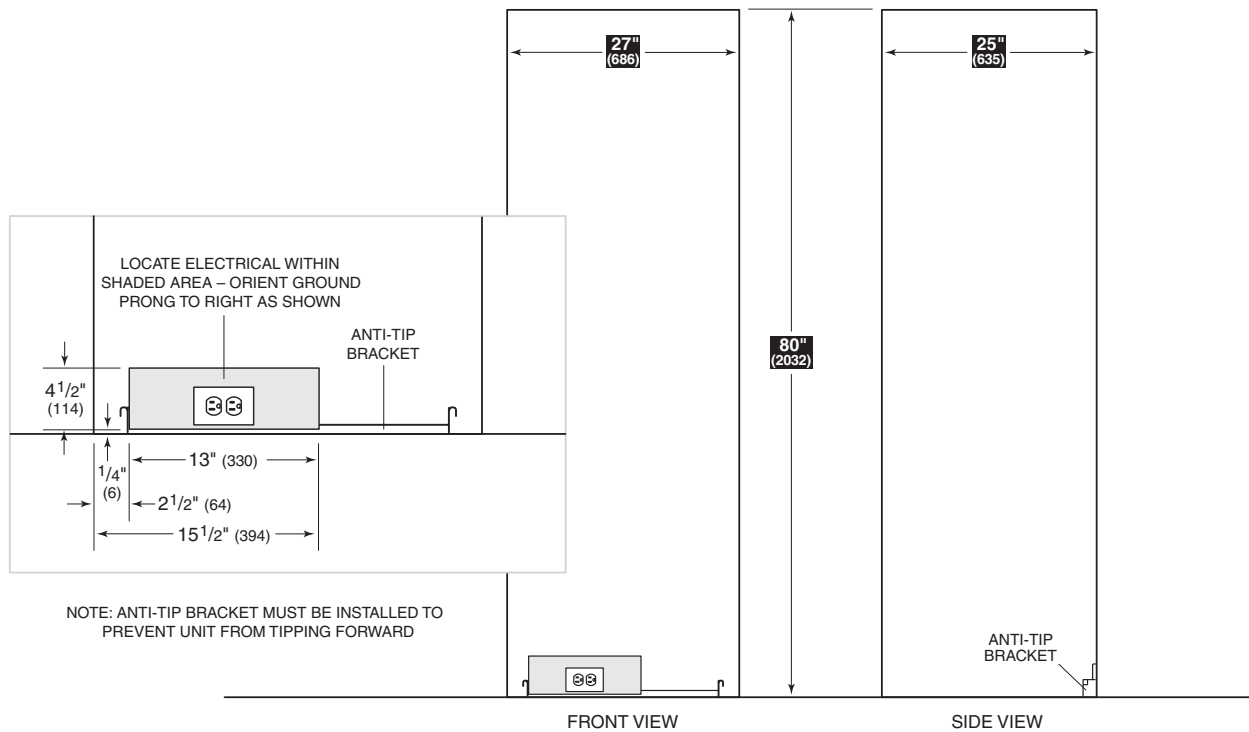 27"
(686)
25"
(635)
80"
(2032)
LOCATE ELECTRICAL WITHIN
SHADED AREA – ORIENT GROUND
PRONG TO RIGHT AS SHOWN
ANTI-TIP
BRACKET
4 1/2"
(114)
1/4"
(6)
13" (330)
2 1/2" (64)
15 1/2" (394)
NOTE: ANTI-TIP BRACKET MUST BE INSTALLED TO
PREVENT UNIT FROM TIPPING FORWARD
ANTI-TIP
BRACKET
FRONT VIEW
SIDE VIEW